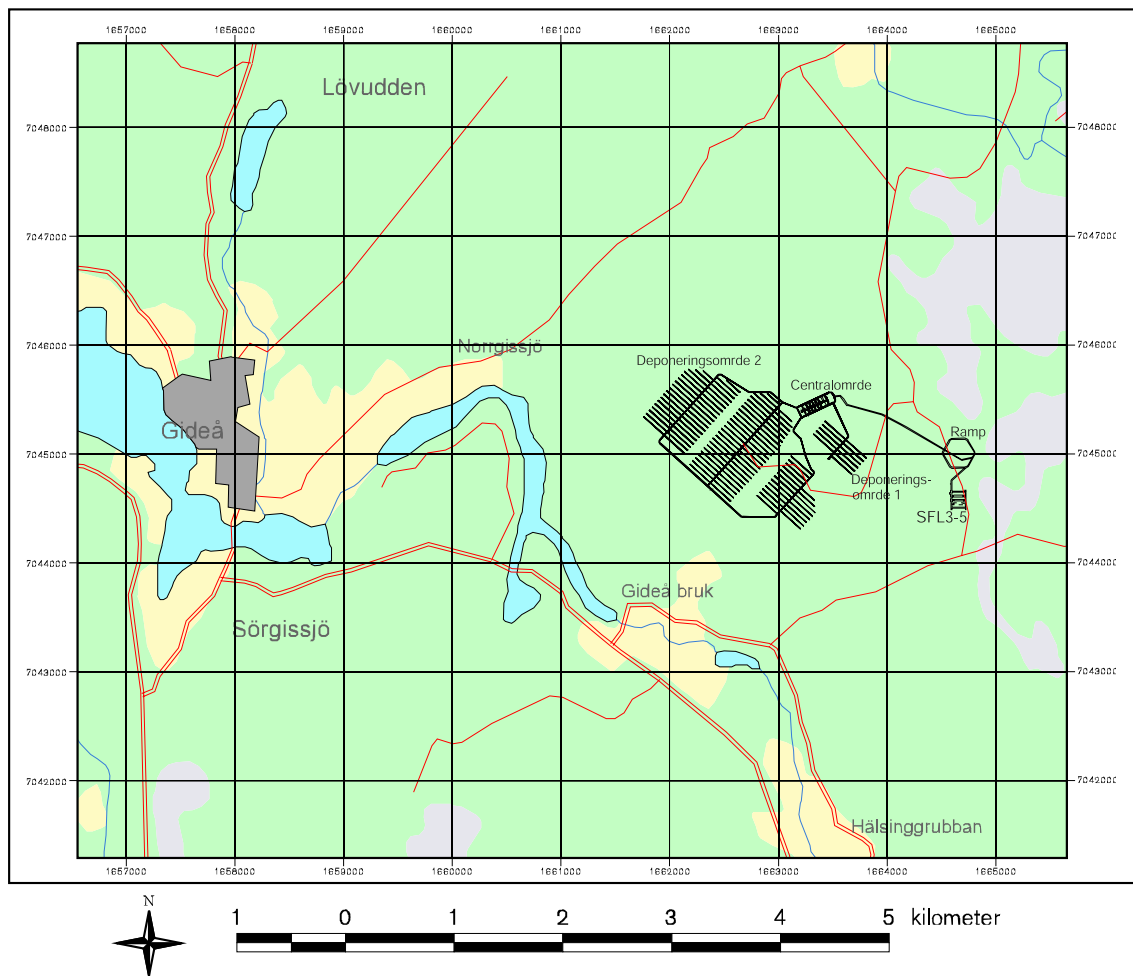 1657000 1658000 1659000 1660000 1661000 1662000 1663000 1664000 1665000
Lövudden
7048000 7048000
7047000 7047000
7046000 7046000
Norrgissjö
Deponeringsomrde 2
Centralomrde
Gideå
Ramp
7045000 7045000
Deponerings-
omrde 1
SFL3-5
7044000 7044000
Gideå bruk
Sörgissjö
7043000 7043000
7042000 7042000
Hälsinggrubban
1657000 1658000 1659000 1660000 1661000 1662000 1663000 1664000 1665000
N
1 0 1 2 3 4 5 kilometer